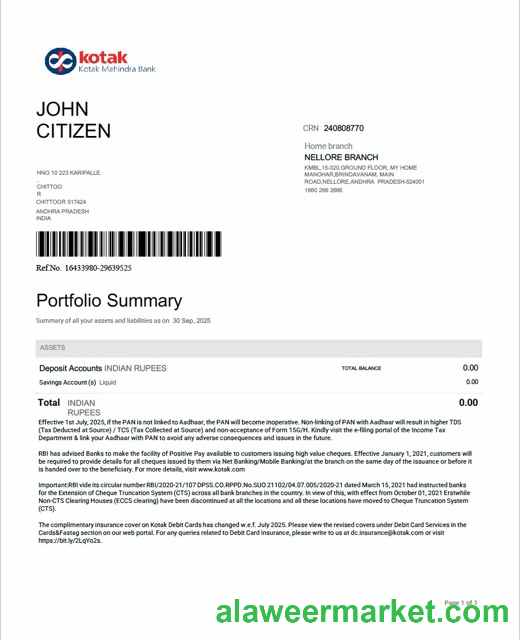 kotak
Kotak Mahindra Bank
JOHN
CITIZEN
CRN 240808770
Home branch
NELLORE BRANCH
KMBL,16-320,GROUND FLOOR, MY HOME
MANOHAR,BRINDAVANAM, MAIN
ROAD,NELLORE,ANDHRA PRADESH-524001
1860 266 2666
HNO 10 223 KARIPALLE
CHITTOO
R
CHITTOOR 517424
ANDHRA PRADESH
INDIA
Ref.No. 16433980-29639525
Portfolio Summary
Summary of all your assets and liabilities as on 30 Sep, 2025
ASSETS
Deposit Accounts INDIAN RUPEES TOTAL BALANCE 0.00
Savings Account(s) Liquid 0.00
Total INDIAN RUPEES 0.00
Effective 1st July, 2025, if the PAN is not linked to Aadhaar, the PAN will become inoperative. Non-linking of PAN with Aadhaar will result in higher TDS
(Tax Deducted at Source) / TCS (Tax Collected at Source) and non-acceptance of Form 15G/H. Kindly visit the e-filing portal of the Income Tax
Department & link your Aadhaar with PAN to avoid any adverse consequences and issues in the future.
RBI has advised Banks to make the facility of Positive Pay available to customers issuing high value cheques. Effective January 1, 2021, customers will
be required to provide details for all cheques issued by them via Net Banking/Mobile Banking/at the branch on the same day of the issuance or before it
is handed over to the beneficiary. For more details, visit www.kotak.com
Important:RBI vide its circular number RBI/2020-21/107 DPSS.CO.RPPD.No.SUO 21102/04.07.005/2020-21 dated March 15, 2021 had instructed banks
for the Extension of Cheque Truncation System (CTS) across all bank branches in the country. In view of this, with effect from October 01, 2021 Erstwhile
Non-CTS Clearing Houses (ECCS clearing) have been discontinued at all the locations and all these locations have moved to Cheque Truncation System
(CTS).
The complimentary insurance cover on Kotak Debit Cards has changed w.e.f. July 2025. Please view the revised covers under Debit Card Services in the
Cards&Fastag section on our web portal. For any queries related to Debit Card Insurance, please write to us at dc.insurance@kotak.com or visit
https://bit.ly/2LqYo2s.
Page 1 of 3
alaweermarket.com